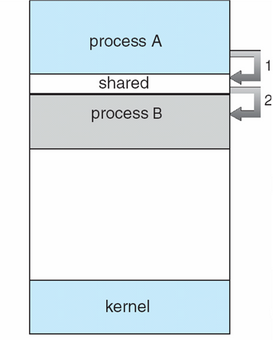 process A
1
shared
2
process B
kernel